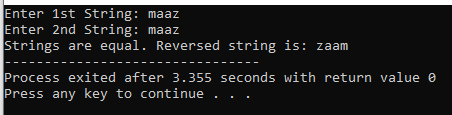 Enter 1st String: maaz
Enter 2nd String: maaz
Strings are equal. Reversed string is: zaam
--------------------------------
Process exited after 3.355 seconds with return value 0
Press any key to continue . . .